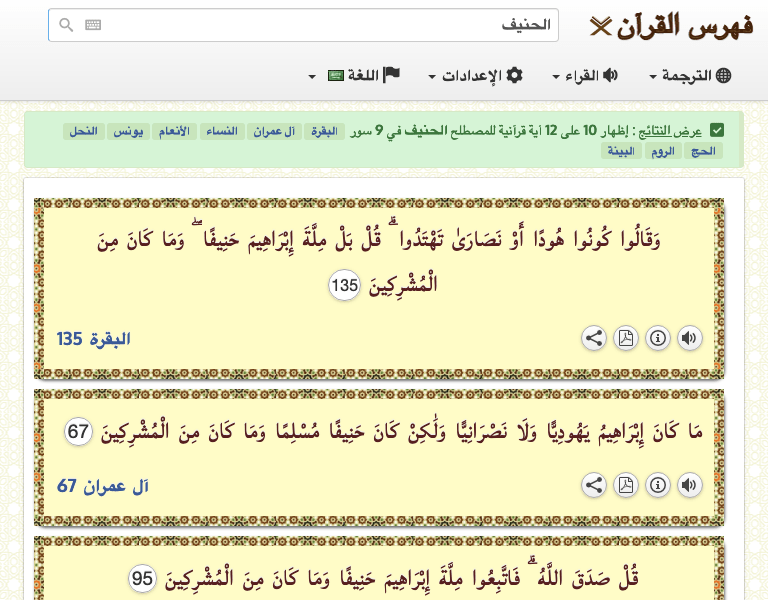 فهرس القرآن
الحنيف
الترجمة القراء الإعدادات اللغة
عرض النتائج : إظهار 10 على 12 آية قرآنية للمصطلح الحنيف في 9 سور البقرة آل عمران النساء الأنعام يونس النحل
الحج الروم البينة
وَقَالُوا كُونُوا هُودًا أَوْ نَصَارَىٰ تَهْتَدُوا ۗ قُلْ بَلْ مِلَّةَ إِبْرَاهِيمَ حَنِيفًا ۖ وَمَا كَانَ مِنَ
الْمُشْرِكِينَ 135
البقرة 135
مَا كَانَ إِبْرَاهِيمُ يَهُودِيًّا وَلَا نَصْرَانِيًّا وَلَٰكِنْ كَانَ حَنِيفًا مُسْلِمًا وَمَا كَانَ مِنَ الْمُشْرِكِينَ 67
آل عمران 67
قُلْ صَدَقَ اللَّهُ ۗ فَاتَّبِعُوا مِلَّةَ إِبْرَاهِيمَ حَنِيفًا وَمَا كَانَ مِنَ الْمُشْرِكِينَ 95